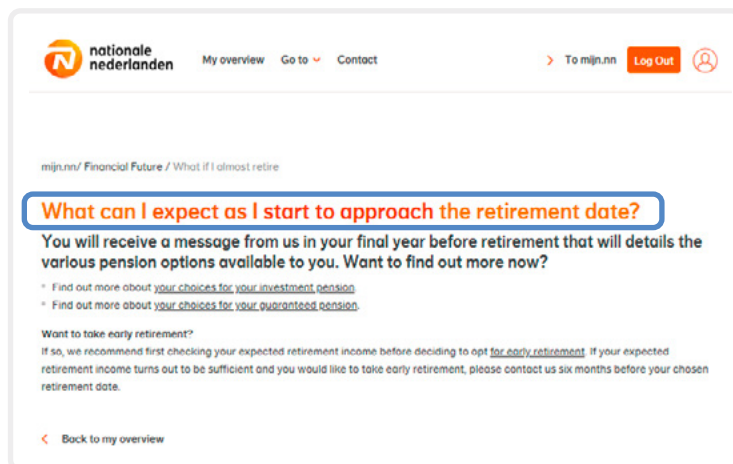 nationale
nederlanden
My overview Go to Contact
To mijn.nn Log Out
mijn.nn/ Financial Future / What if I almost retire
What can I expect as I start to approach the retirement date?
You will receive a message from us in your final year before retirement that will details the
various pension options available to you. Want to find out more now?
Find out more about your choices for your investment pension.
Find out more about your choices for your guaranteed pension.
Want to take early retirement?
If so, we recommend first checking your expected retirement income before deciding to opt for early retirement. If your expected
retirement income turns out to be sufficient and you would like to take early retirement, please contact us six months before your chosen
retirement date.
Back to my overview